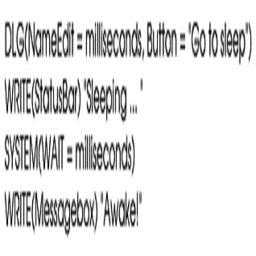 DLG(NameEdit = milliseconds, Button = "Go to sleep")
WRITE(StatusBar) "Sleeping ... "
SYSTEM(WAIT = milliseconds)
WRITE(Messagebox) "Awake!"